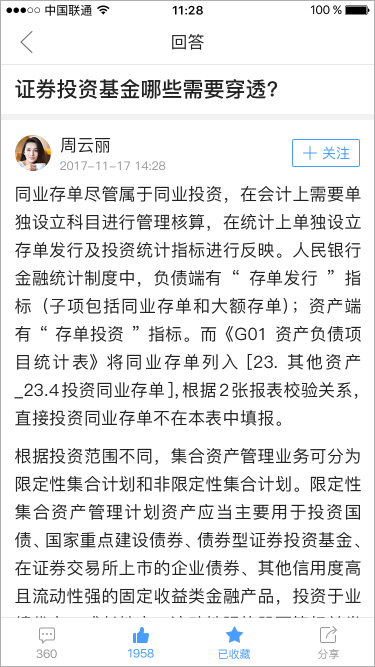 中国联通 11:28 100 %
回答
证券投资基金哪些需要穿透？
周云丽
2017-11-17 14:28
关注
同业存单尽管属于同业投资，在会计上需要单
独设立科目进行管理核算，在统计上单独设立
存单发行及投资统计指标进行反映。人民银行
金融统计制度中，负债端有“ 存单发行 ”指
标（子项包括同业存单和大额存单）；资产端
有“ 存单投资 ”指标。而《G01 资产负债项
目统计表》将同业存单列入 [23. 其他资产
_23.4投资同业存单],根据2张报表校验关系，
直接投资同业存单不在本表中填报。
根据投资范围不同，集合资产管理业务可分为
限定性集合计划和非限定性集合计划。限定性
集合资产管理计划资产应当主要用于投资国
债、国家重点建设债券、债券型证券投资基金、
在证券交易所上市的企业债券、其他信用度高
且流动性强的固定收益类金融产品，投资于业
360 1958 已收藏 分享